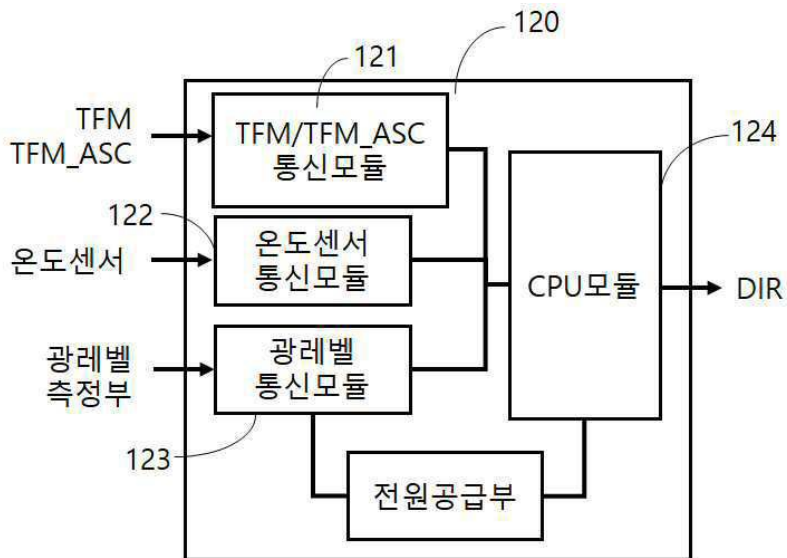 120
121
TFM
TFM_ASC
TFM/TFM_ASC
통신모듈
124
122
온도센서
온도센서
통신모듈
CPU모듈
DIR
광레벨
측정부
광레벨
통신모듈
123
전원공급부